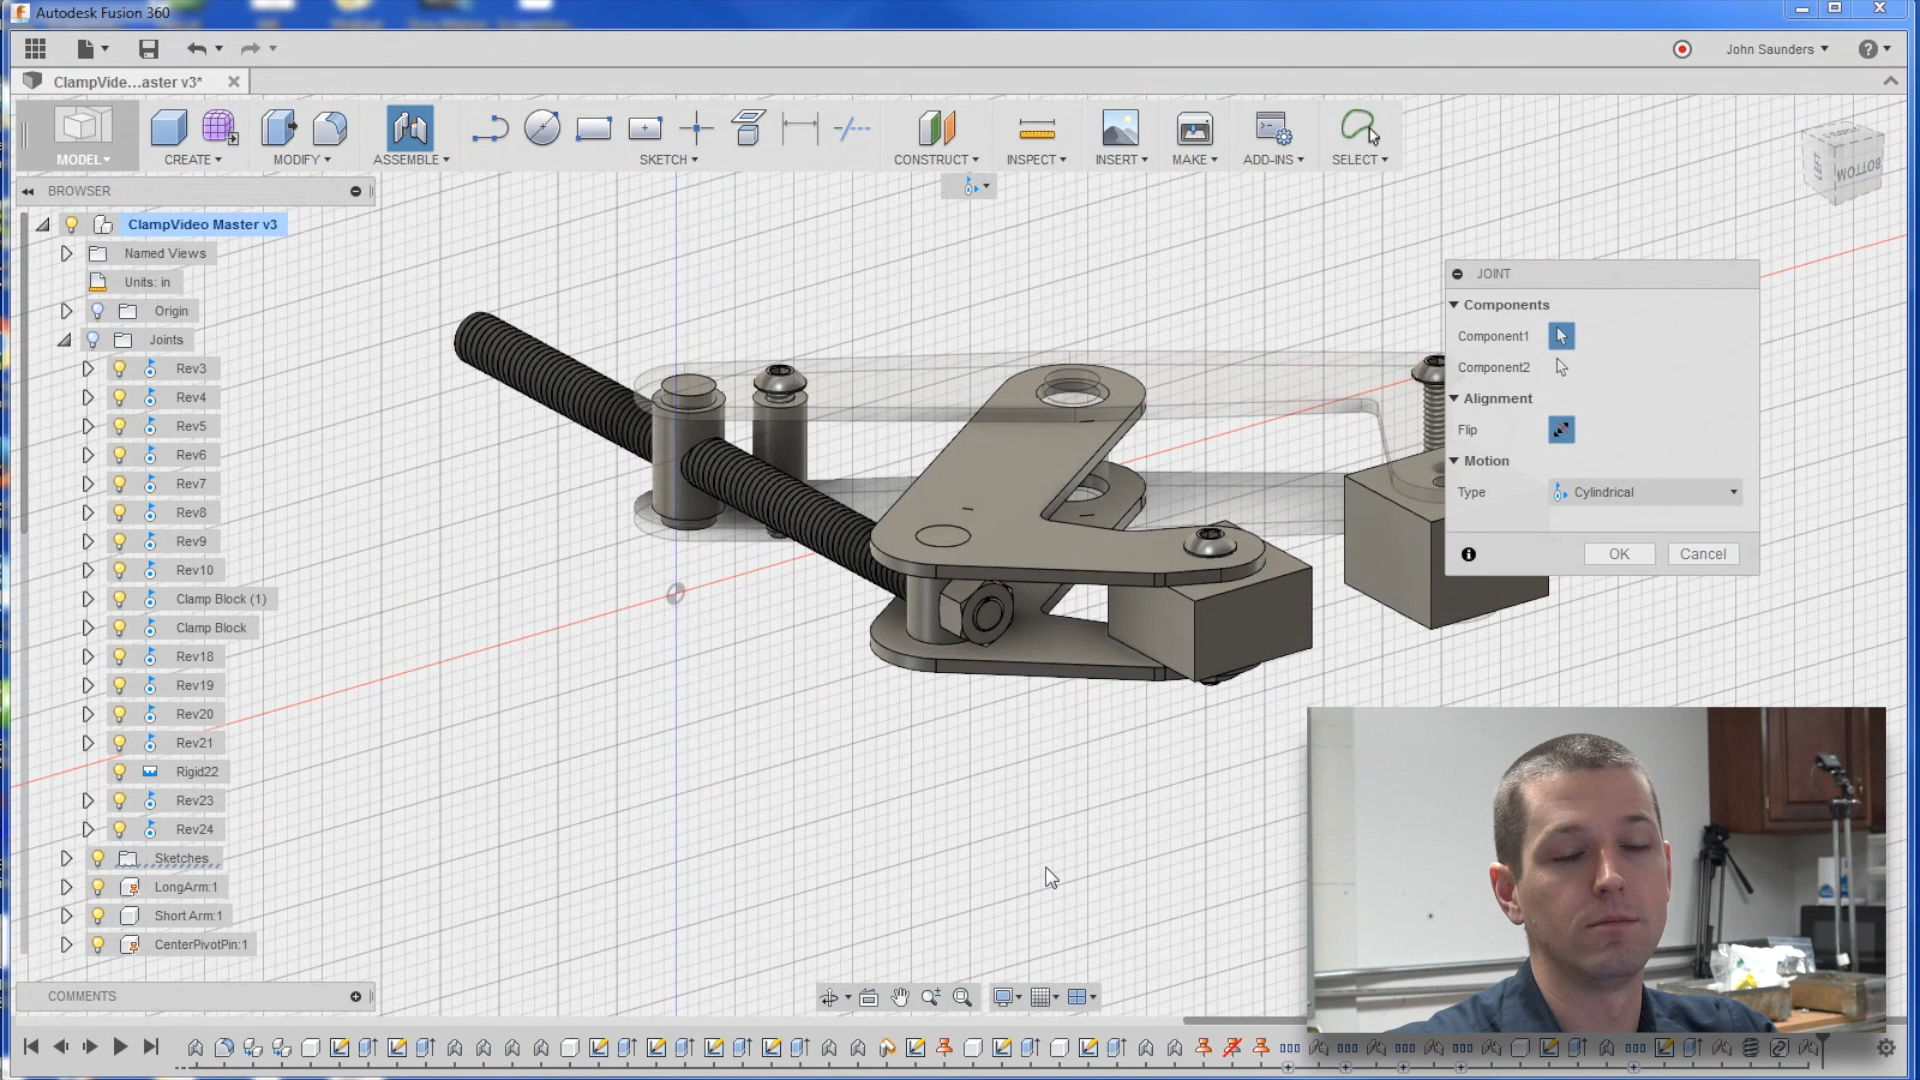 Autodesk Fusion 360
John Saunders
ClampVide...aster v3*
MODEL
CREATE
MODIFY
ASSEMBLE
SKETCH
CONSTRUCT
INSPECT
INSERT
MAKE
ADD-INS
SELECT
LEFT
BOTTOM
BROWSER
ClampVideo Master v3
Named Views
Units: in
Origin
Joints
Rev3
Rev4
Rev5
Rev6
Rev7
Rev8
Rev9
Rev10
Clamp Block (1)
Clamp Block
Rev18
Rev19
Rev20
Rev21
Rigid22
Rev23
Rev24
Sketches
LongArm:1
Short Arm:1
CenterPivotPin:1
JOINT
Components
Component1
Component2
Alignment
Flip
Motion
Type
Cylindrical
OK
Cancel
COMMENTS